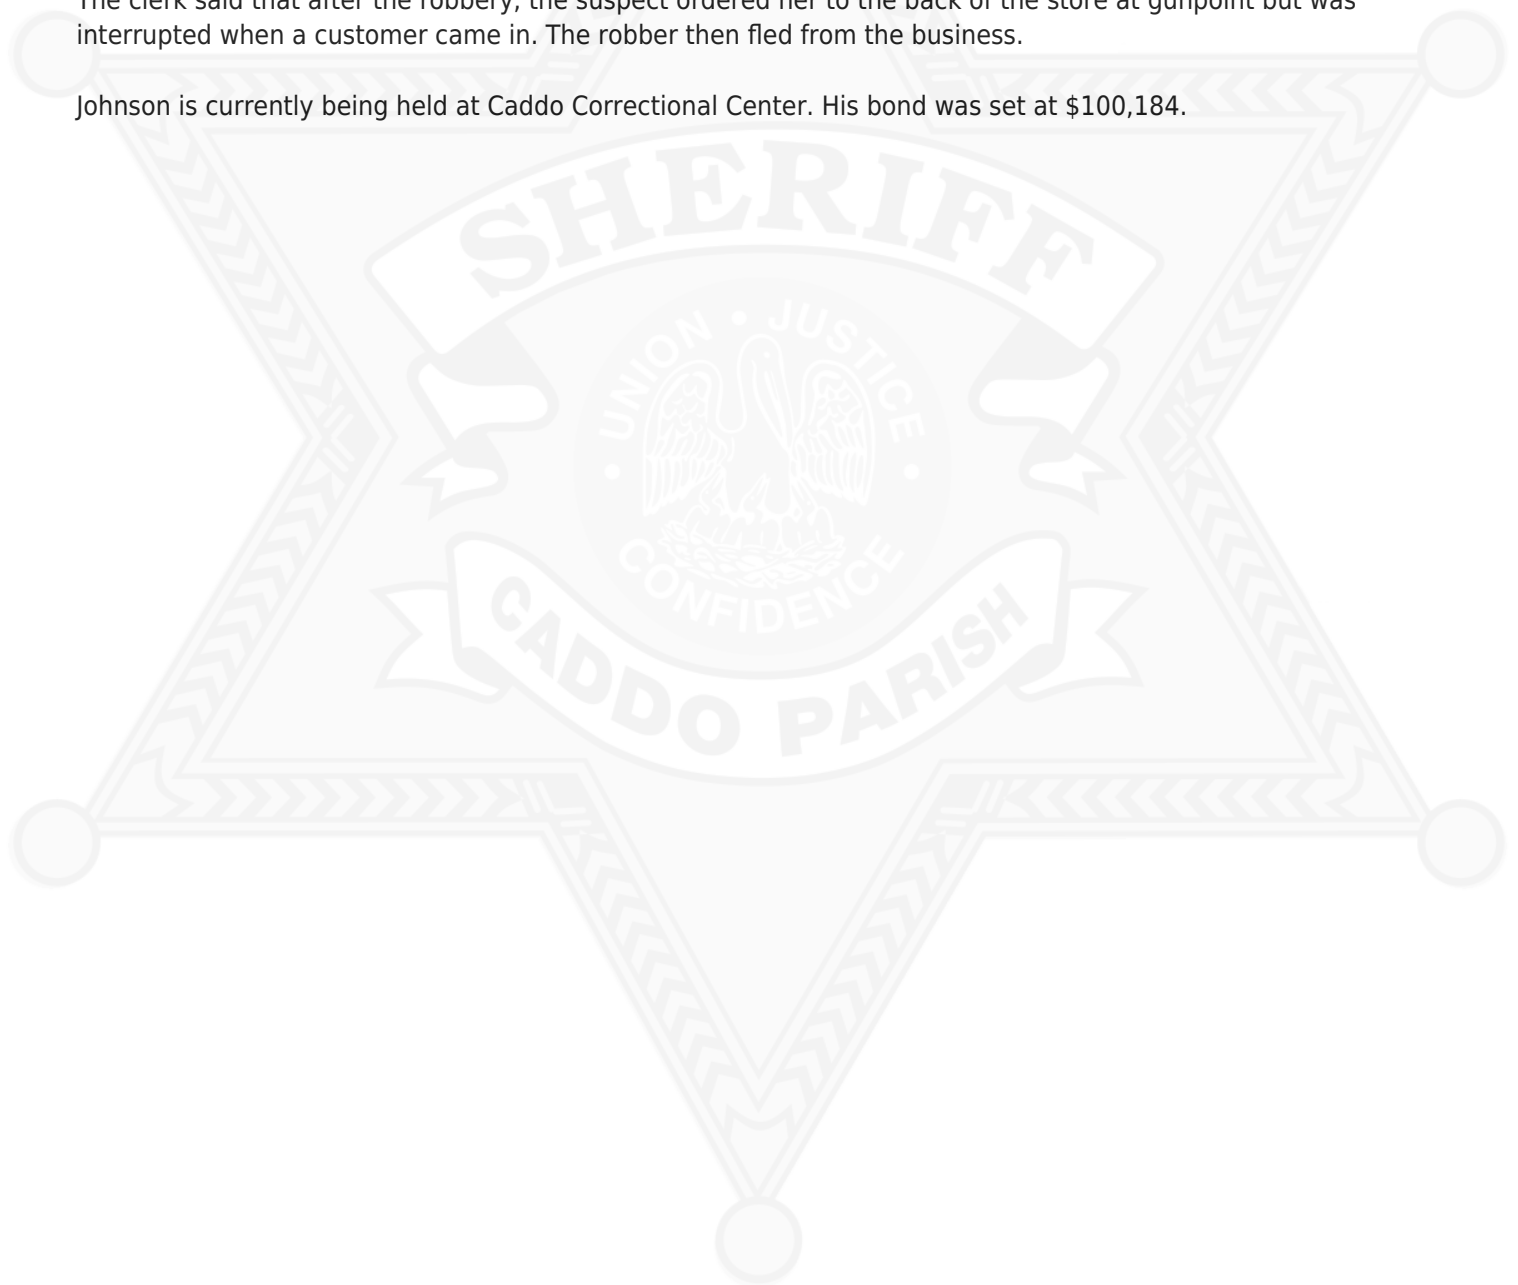 The clerk said that after the robbery, the suspect ordered her to the back of the store at gunpoint but was
interrupted when a customer came in. The robber then fled from the business.
Johnson is currently being held at Caddo Correctional Center. His bond was set at $100,184.
SHERIFF
UNION • JUSTICE
• CONFIDENCE •
CADDO PARISH